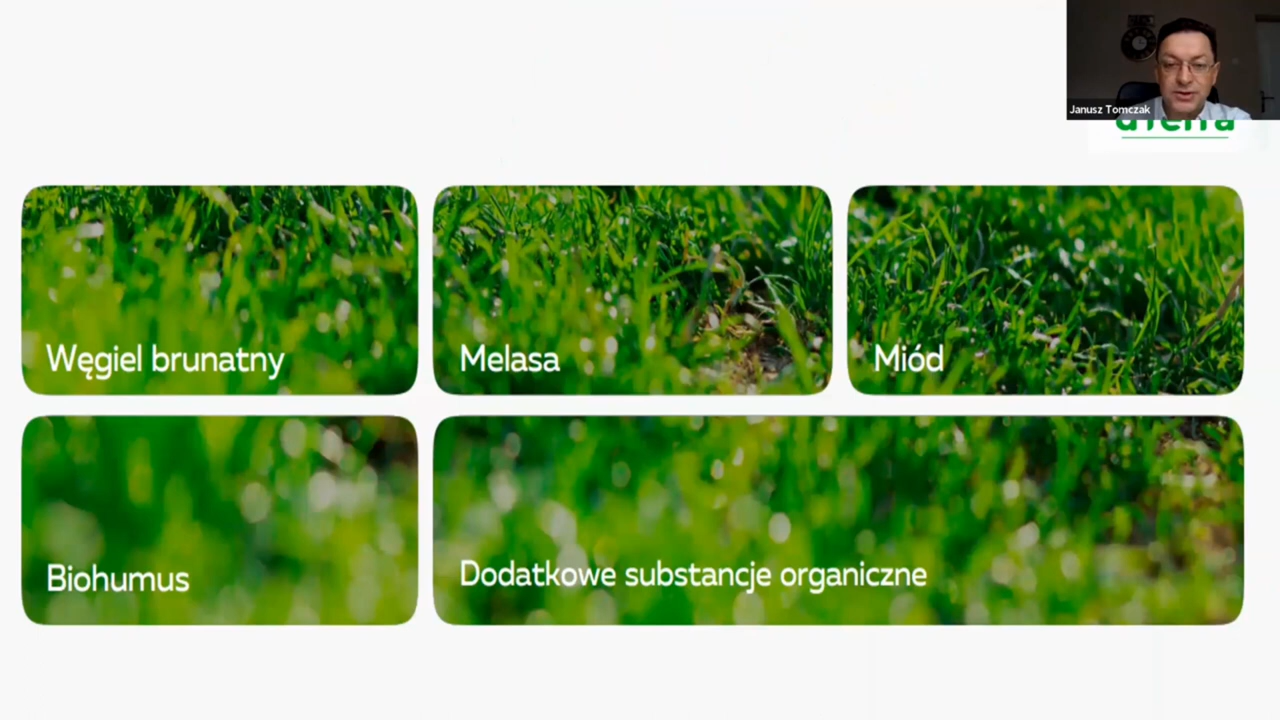 Janusz Tomczak
Węgiel brunatny
Melasa
Miód
Biohumus
Dodatkowe substancje organiczne